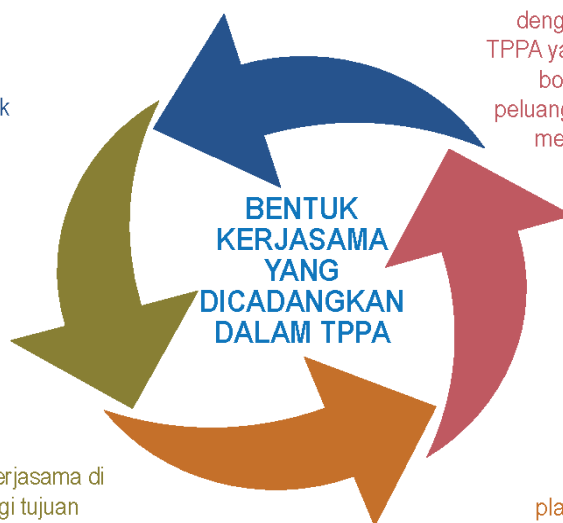 deng
TPPA ya
bo
peluang
me
k
BENTUK
KERJASAMA
YANG
DICADANGKAN
DALAM TPPA
erjasama di
gi tujuan
pla